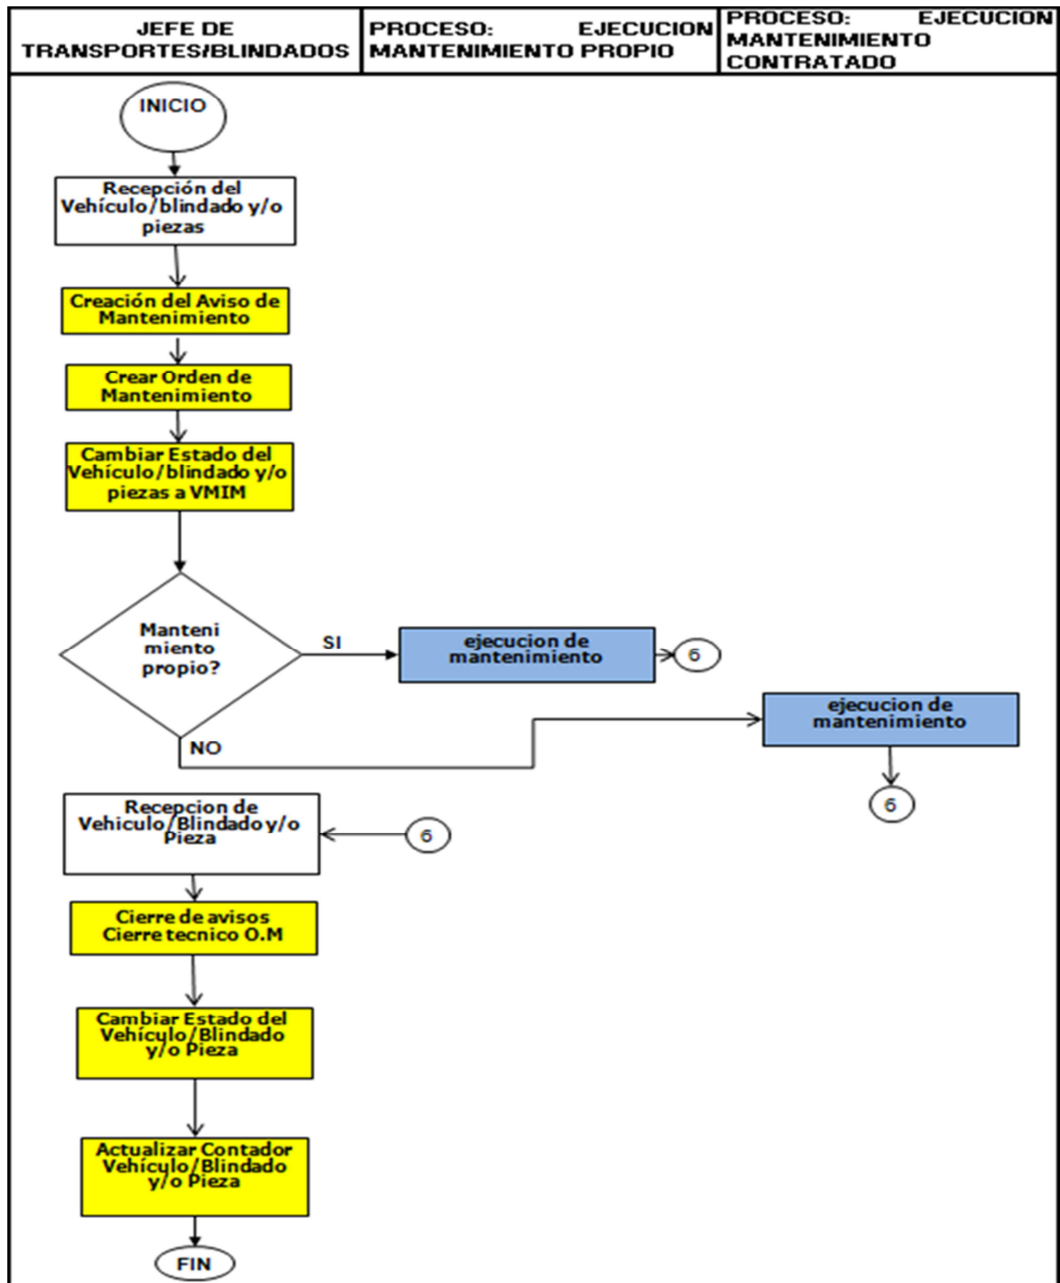 JEFE DE
TRANSPORTES/BLINDADOS
PROCESO: EJECUCION
MANTENIMIENTO PROPIO
PROCESO: EJECUCION
MANTENIMIENTO
CONTRATADO
INICIO
Recepción del
Vehículo/blindado y/o
piezas
Creación del Aviso de
Mantenimiento
Crear Orden de
Mantenimiento
Cambiar Estado del
Vehículo/blindado y/o
piezas a VMIM
Manteni
miento
propio?
SI
ejecucion de
mantenimiento
6
ejecucion de
mantenimiento
NO
6
Recepcion de
Vehiculo/Blindado y/o
Pieza
6
Cierre de avisos
Cierre tecnico O.M
Cambiar Estado del
Vehículo/Blindado
y/o Pieza
Actualizar Contador
Vehículo/Blindado
y/o Pieza
FIN